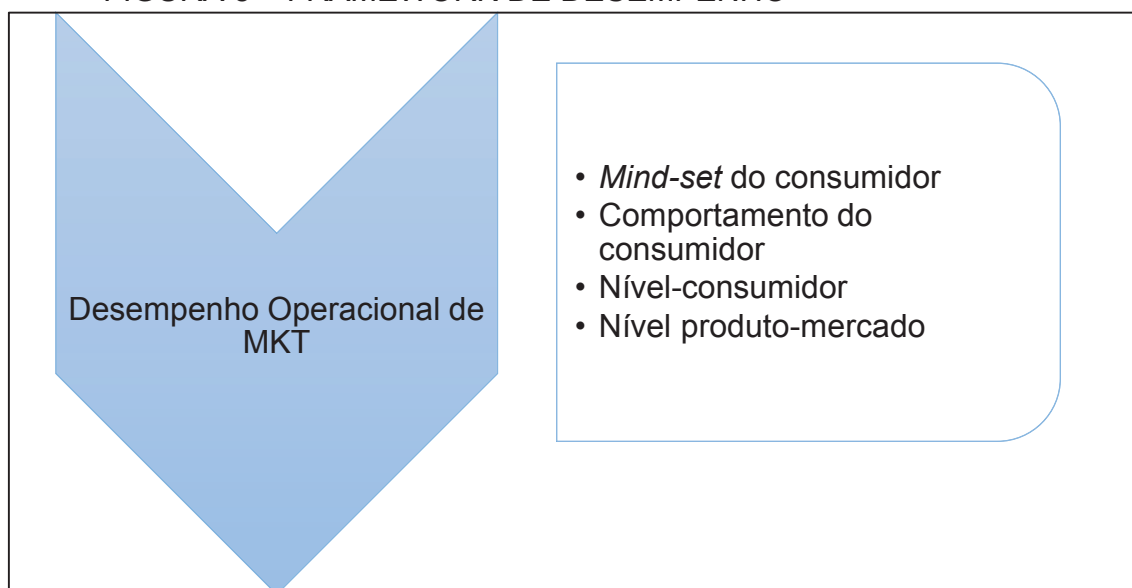 Desempenho Operacional de
MKT
• Mind-set do consumidor
• Comportamento do
consumidor
• Nível-consumidor
• Nível produto-mercado